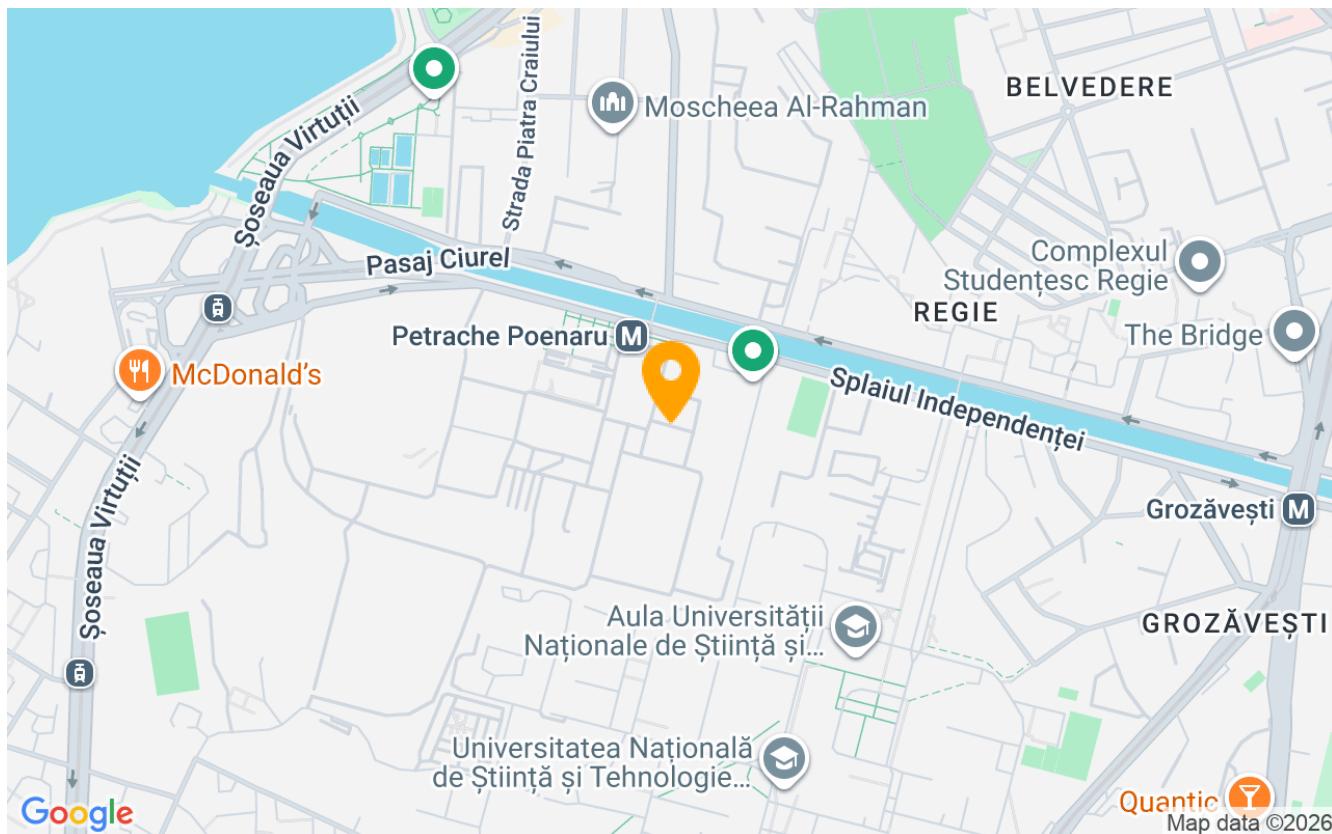 BELVEDERE
Strada Piatra Craiului
Moscheea Al-Rahman
Șoseaua Virtuții
Pasaj Ciurel
Complexul
Studențesc Regie
REGIE
Petrache Poenaru
M
The Bridge
McDonald's
Splaiul Independenței
Șoseaua Virtuții
Grozăvești
M
Aula Universității
Naționale de Știință și...
GROZĂVEȘTI
Universitatea Națională
de Știință și Tehnologie...
Quantic
Google
Map data ©2026